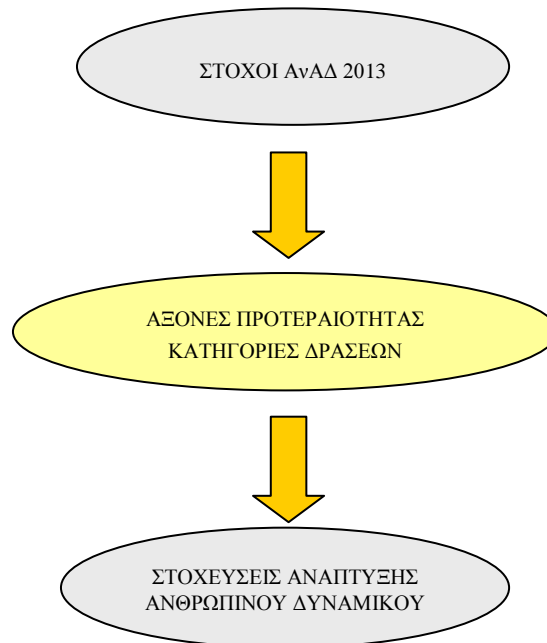 ΣΤΟΧΟΙ ΑνΑΔ 2013
ΑΞΟΝΕΣ ΠΡΟΤΕΡΑΙΟΤΗΤΑΣ
ΚΑΤΗΓΟΡΙΕΣ ΔΡΑΣΕΩΝ
ΣΤΟΧΕΥΣΕΙΣ ΑΝΑΠΤΥΞΗΣ
ΑΝΘΡΩΠΙΝΟΥ ΔΥΝΑΜΙΚΟΥ